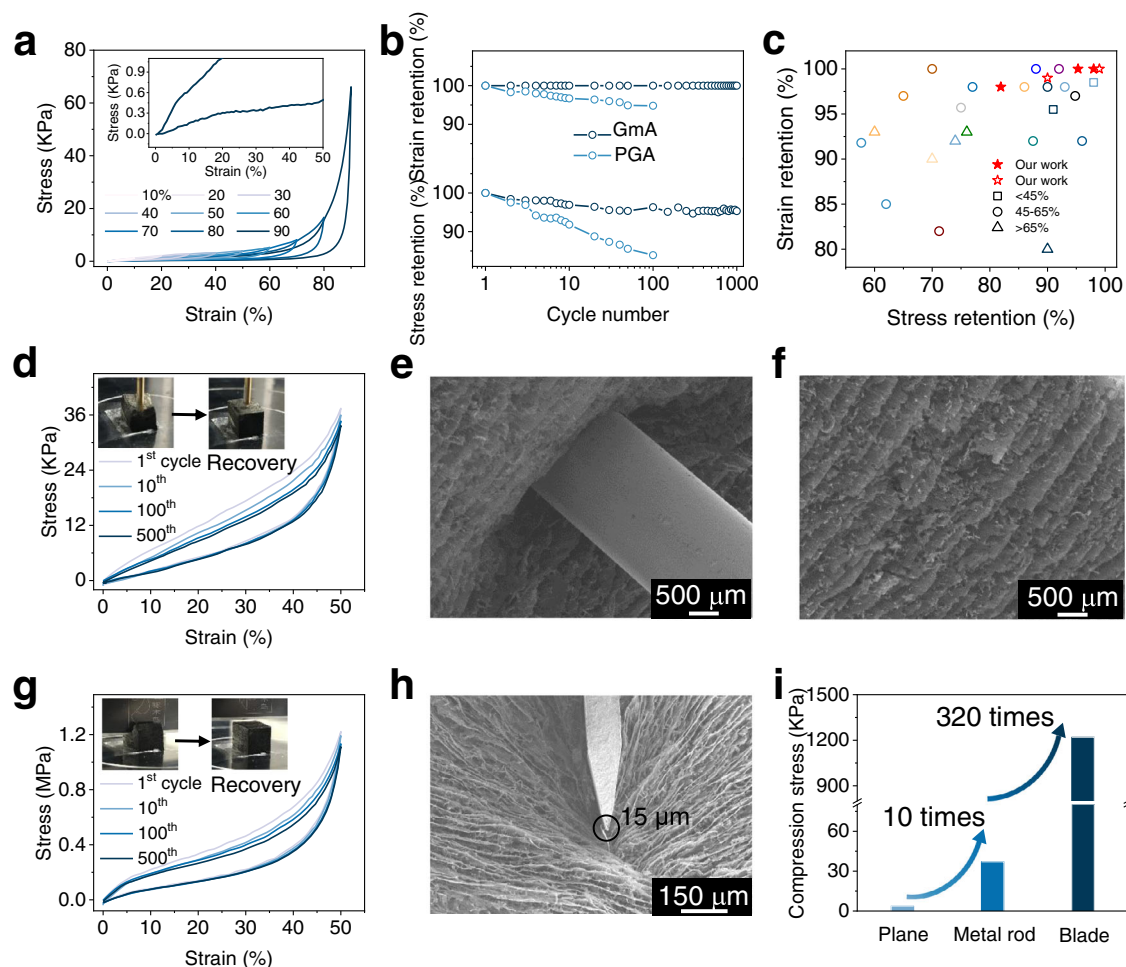 a
80
60
40
20
0
Stress (KPa)
0 20 40 60 80
Strain (%)
0.9
0.6
0.3
0.0
Stress (KPa)
0 10 20 30 40 50
Strain (%)
10% 20 30
40 50 60
70 80 90
b
100
90
100
90
Strain retention (%)
Stress retention (%)
GmA
PGA
1 10 100 1000
Cycle number
c
100
95
90
85
80
Strain retention (%)
Our work
Our work
<45%
45-65%
>65%
60 70 80 90 100
Stress retention (%)
d
36
24
12
0
Stress (KPa)
Recovery
1st cycle
10th
100th
500th
0 10 20 30 40 50
Strain (%)
e
500 μm
f
500 μm
g
1.2
0.8
0.4
0.0
Stress (MPa)
Recovery
1st cycle
10th
100th
500th
0 10 20 30 40 50
Strain (%)
h
15 μm
150 μm
i
1500
1200
900
60
30
0
Compression stress (KPa)
320 times
10 times
Plane Metal rod Blade